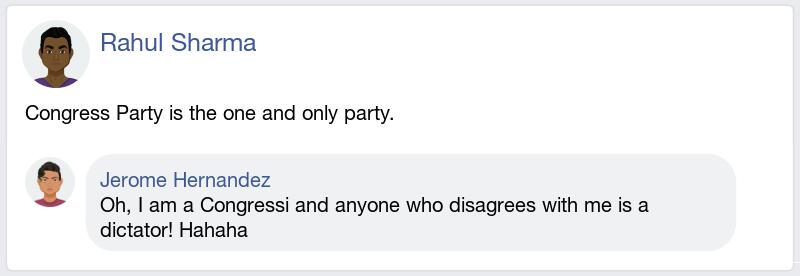 Rahul Sharma
Congress Party is the one and only party.
Jerome Hernandez
Oh, I am a Congressi and anyone who disagrees with me is a
dictator! Hahaha